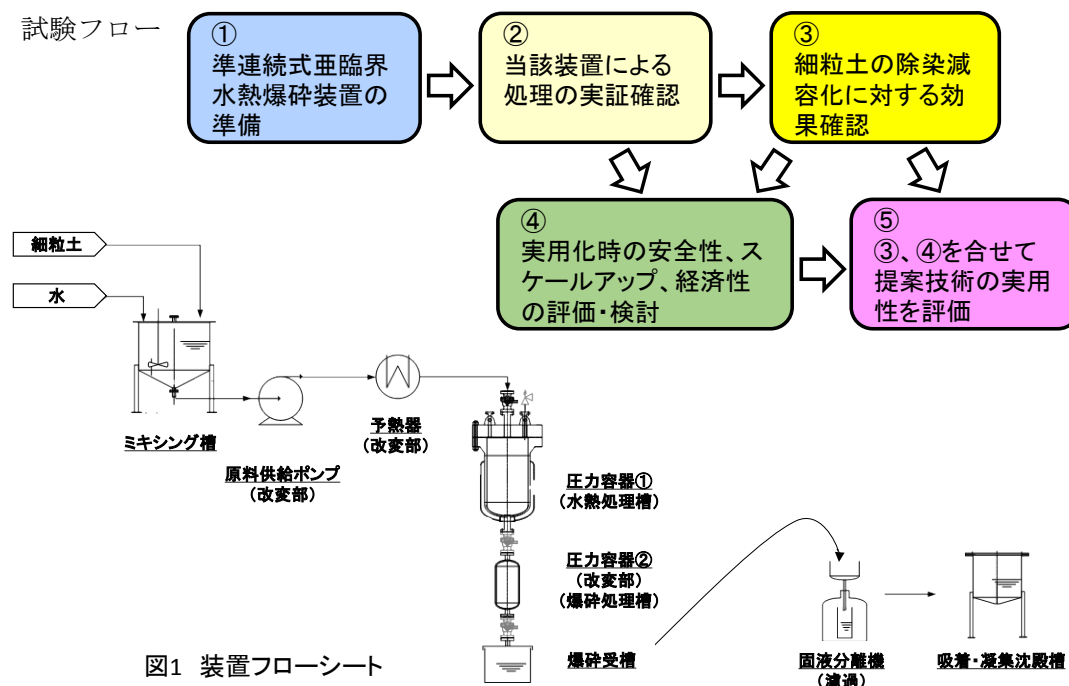 試験フロー
①
準連続式亜臨界
水熱爆砕装置の
準備
②
当該装置による
処理の実証確認
③
細粒土の除染減
容化に対する効
果確認
④
実用化時の安全性、ス
ケールアップ、経済性
の評価・検討
⑤
③、④を合せて
提案技術の実用
性を評価
細粒土
水
ミキシング槽
原料供給ポンプ
(改変部)
予熱器
(改変部)
圧力容器①
(水熱処理槽)
圧力容器②
(改変部)
(爆砕処理槽)
爆砕受槽
固液分離機
(濾過)
吸着・凝集沈殿槽
図1 装置フローシート